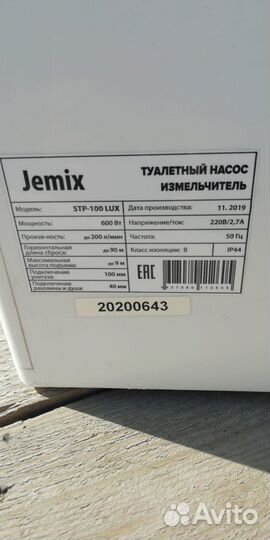 Jemix
ТУАЛЕТНЫЙ НАСОС
ИЗМЕЛЬЧИТЕЛЬ
Модель: STP-100 LUX Дата производства: 11. 2019
Мощность: 600 Вт Напряжение/ток: 220В/2,7А
Произв-ность: до 200 л/мин Частота: 50 Гц
Горизонтальная длина сброса: до 90 м Класс изоляции: B IP44
Максимальная высота подъема: до 9 м
Подключение унитаза: 100 мм
Подключение раковины и душа: 40 мм
EAC
20200643
Avito